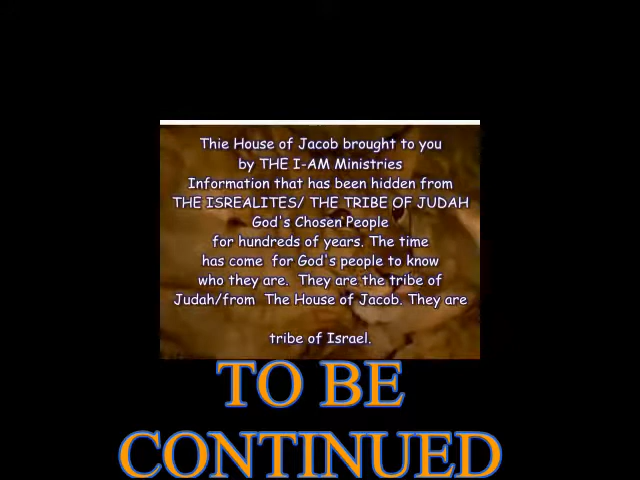 Thie House of Jacob brought to you
by THE I-AM Ministries
Information that has been hidden from
THE ISREALITES/ THE TRIBE OF JUDAH
God's Chosen People
for hundreds of years. The time
has come  for God's people to know
who they are.  They are the tribe of
Judah/from  The House of Jacob. They are
tribe of Israel.
TO BE
CONTINUED